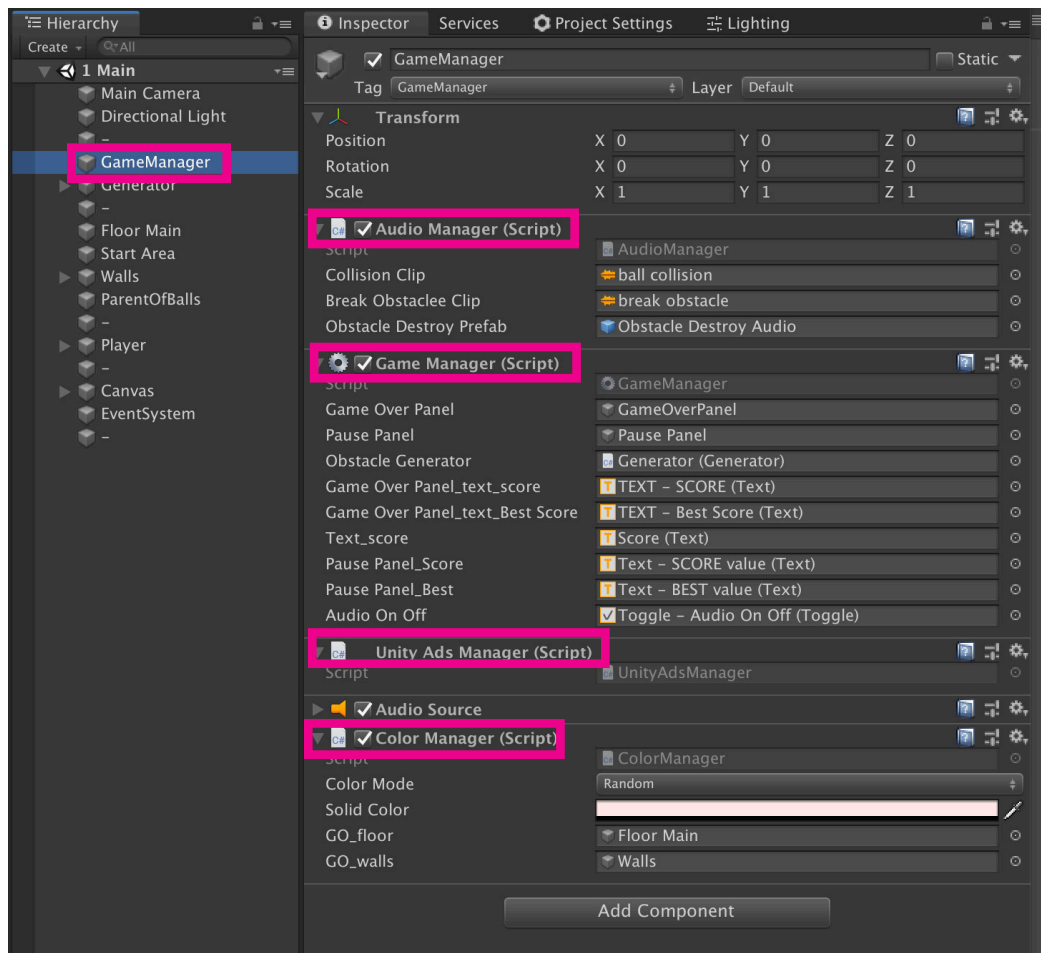 Hierarchy
Create
All
1 Main
Main Camera
Directional Light
–
GameManager
Generator
–
Floor Main
Start Area
Walls
ParentOfBalls
–
Player
–
Canvas
EventSystem
–
Inspector Services Project Settings Lighting
GameManager Static
Tag GameManager Layer Default
Transform
Position X 0 Y 0 Z 0
Rotation X 0 Y 0 Z 0
Scale X 1 Y 1 Z 1
C# Audio Manager (Script)
Script AudioManager
Collision Clip ball collision
Break Obstaclee Clip break obstacle
Obstacle Destroy Prefab Obstacle Destroy Audio
Game Manager (Script)
Script GameManager
Game Over Panel GameOverPanel
Pause Panel Pause Panel
Obstacle Generator Generator (Generator)
Game Over Panel_text_score TEXT – SCORE (Text)
Game Over Panel_text_Best Score TEXT – Best Score (Text)
Text_score Score (Text)
Pause Panel_Score Text – SCORE value (Text)
Pause Panel_Best Text – BEST value (Text)
Audio On Off Toggle – Audio On Off (Toggle)
C# Unity Ads Manager (Script)
Script UnityAdsManager
Audio Source
C# Color Manager (Script)
Script ColorManager
Color Mode Random
Solid Color
GO_floor Floor Main
GO_walls Walls
Add Component